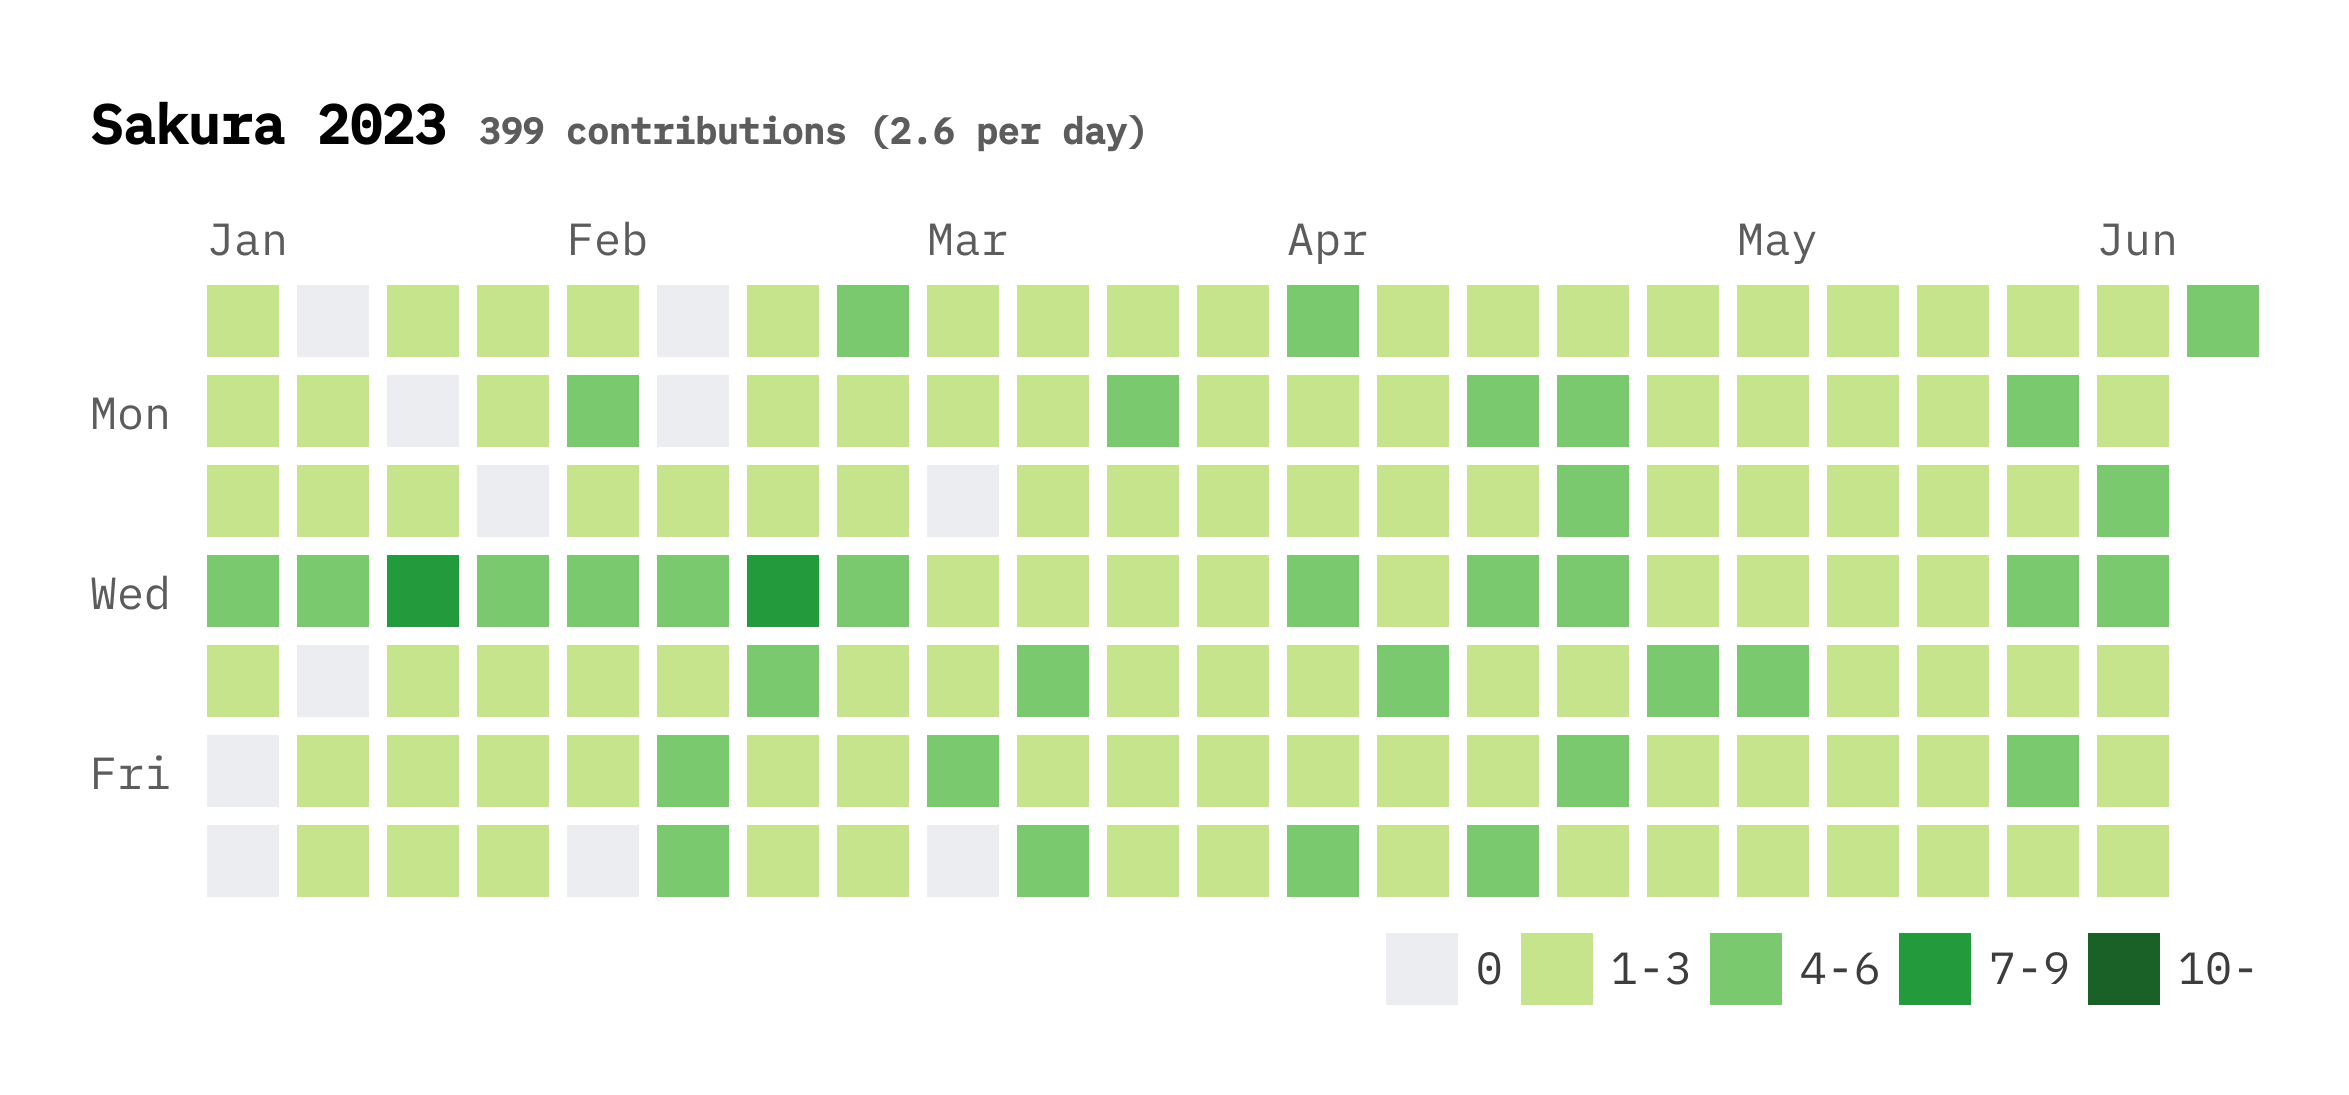 Sakura 2023 399 contributions (2.6 per day)
Jan Feb Mar Apr May Jun
Mon
Wed
Fri
0 1-3 4-6 7-9 10-